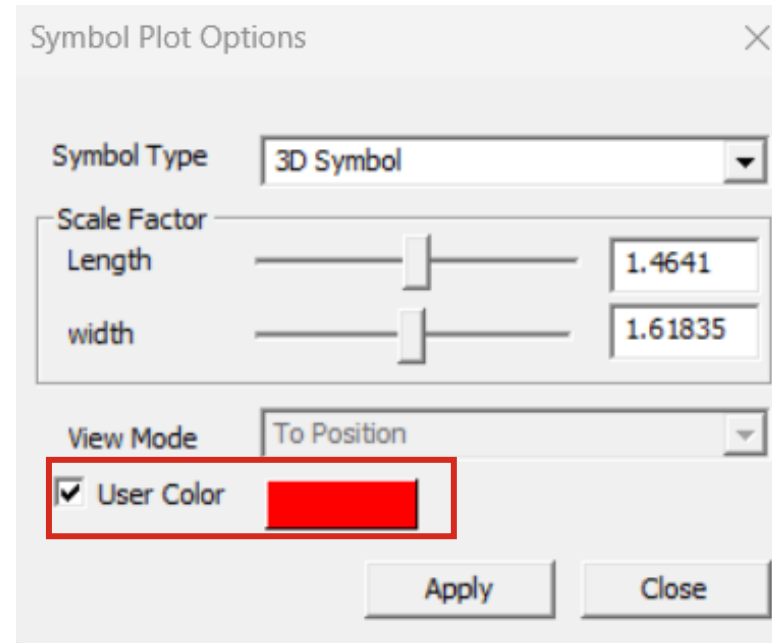 Symbol Plot Options
Symbol Type 3D Symbol
Scale Factor
Length 1.4641
width 1.61835
View Mode To Position
User Color
Apply Close